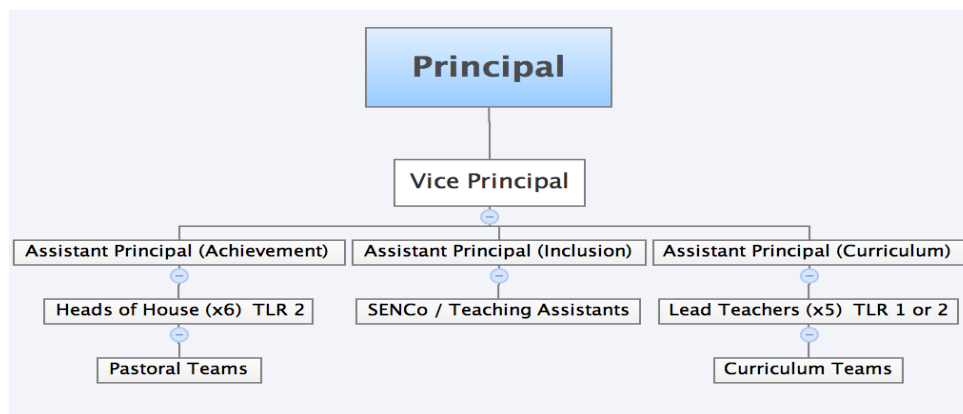 Principal
Vice Principal
Assistant Principal (Achievement)
Assistant Principal (Inclusion)
Assistant Principal (Curriculum)
Heads of House (x6) TLR 2
SENCo / Teaching Assistants
Lead Teachers (x5) TLR 1 or 2
Pastoral Teams
Curriculum Teams